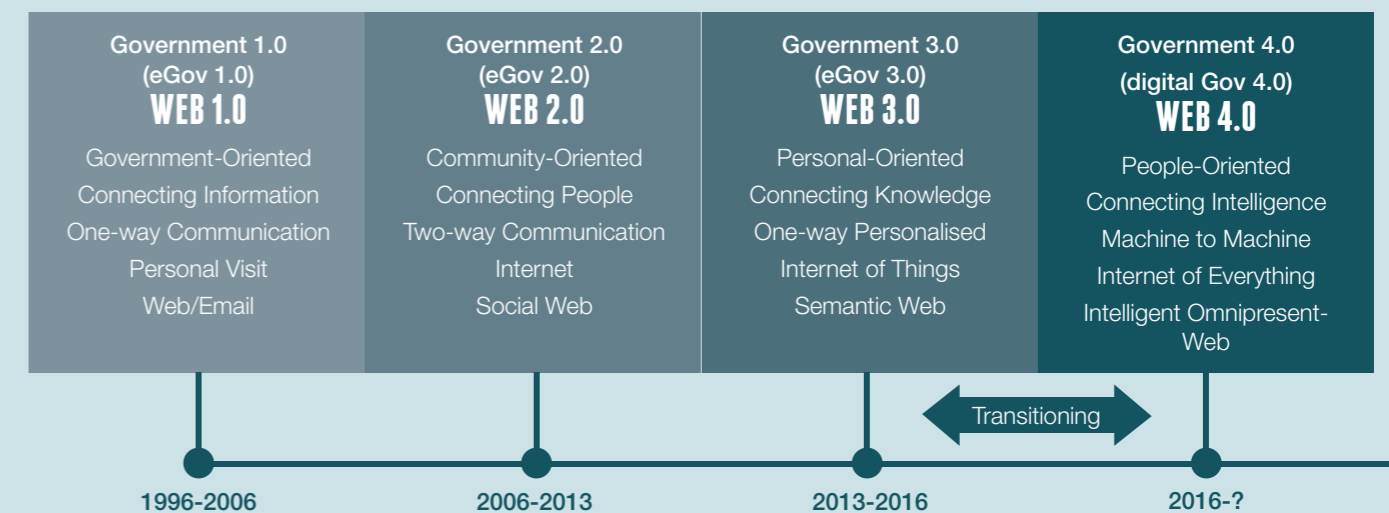 Government 1.0
(eGov 1.0)
WEB 1.0
Government-Oriented
Connecting Information
One-way Communication
Personal Visit
Web/Email
Government 2.0
(eGov 2.0)
WEB 2.0
Community-Oriented
Connecting People
Two-way Communication
Internet
Social Web
Government 3.0
(eGov 3.0)
WEB 3.0
Personal-Oriented
Connecting Knowledge
One-way Personalised
Internet of Things
Semantic Web
Government 4.0
(digital Gov 4.0)
WEB 4.0
People-Oriented
Connecting Intelligence
Machine to Machine
Internet of Everything
Intelligent Omnipresent-
Web
Transitioning
1996-2006
2006-2013
2013-2016
2016-?